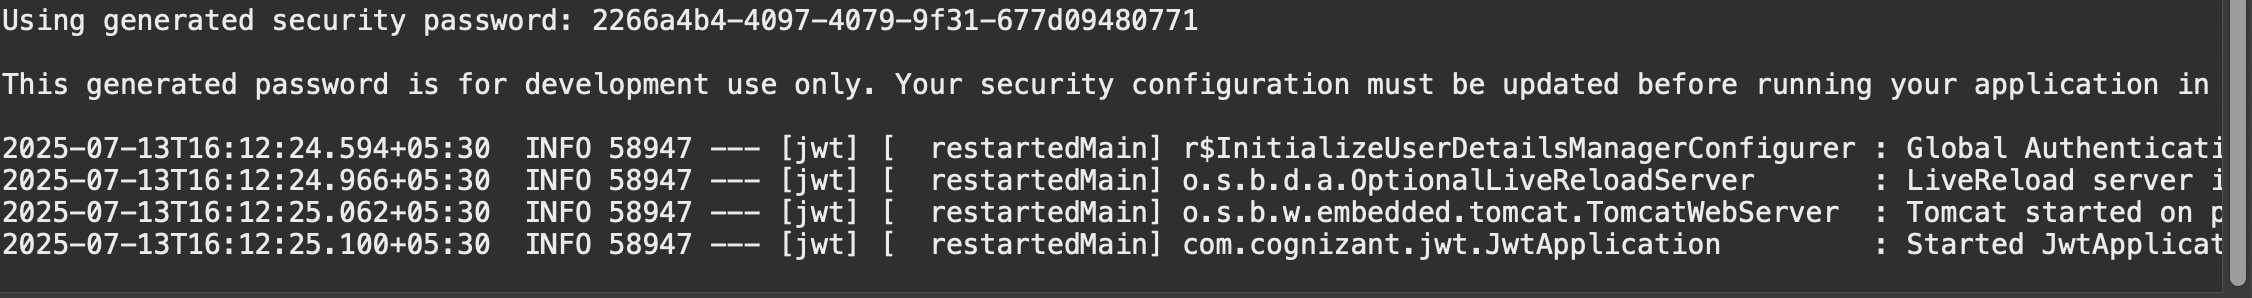 Using generated security password: 2266a4b4-4097-4079-9f31-677d09480771
This generated password is for development use only. Your security configuration must be updated before running your application in
2025-07-13T16:12:24.594+05:30  INFO 58947 --- [jwt] [  restartedMain] r$InitializeUserDetailsManagerConfigurer : Global Authenticati
2025-07-13T16:12:24.966+05:30  INFO 58947 --- [jwt] [  restartedMain] o.s.b.d.a.OptionalLiveReloadServer       : LiveReload server i
2025-07-13T16:12:25.062+05:30  INFO 58947 --- [jwt] [  restartedMain] o.s.b.w.embedded.tomcat.TomcatWebServer  : Tomcat started on p
2025-07-13T16:12:25.100+05:30  INFO 58947 --- [jwt] [  restartedMain] com.cognizant.jwt.JwtApplication         : Started JwtApplicat